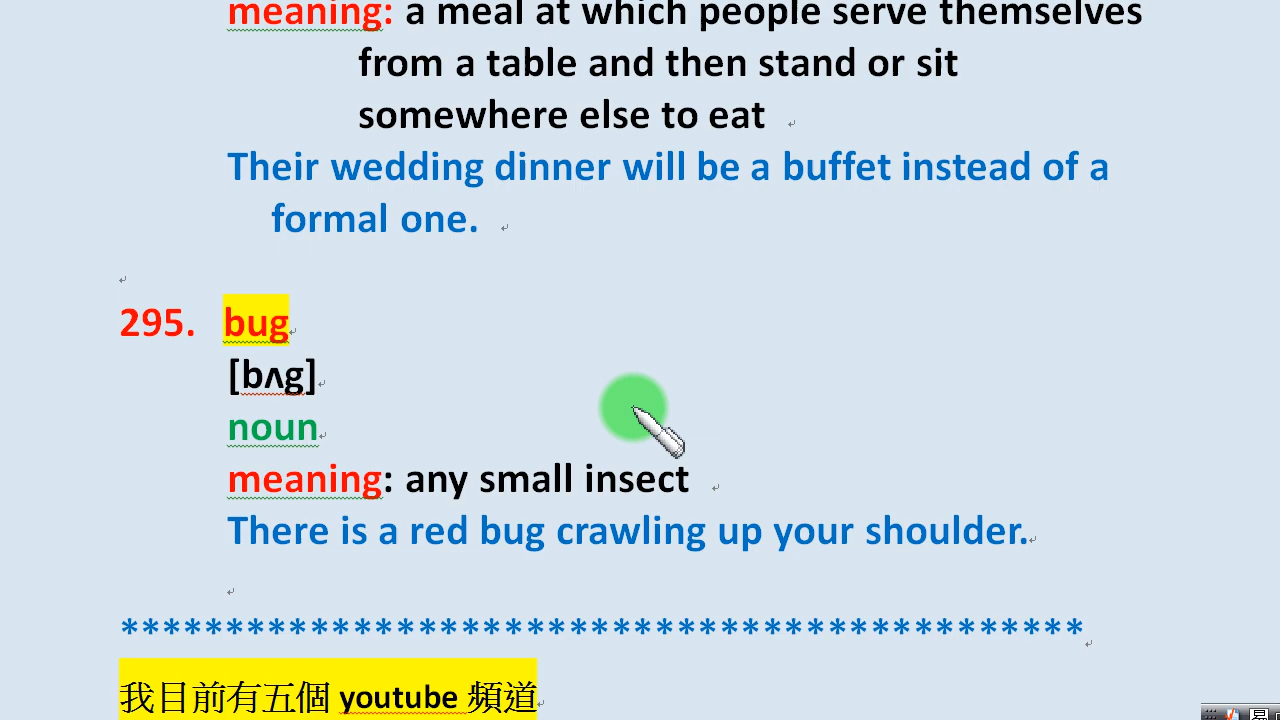 meaning: a meal at which people serve themselves
from a table and then stand or sit
somewhere else to eat
Their wedding dinner will be a buffet instead of a
formal one.
295. bug
[bʌg]
noun
meaning: any small insect
There is a red bug crawling up your shoulder.
**********************************************
我目前有五個 youtube 頻道